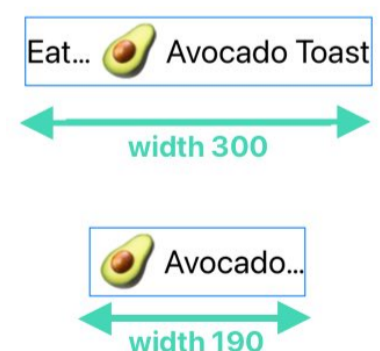 Eat… 🥑 Avocado Toast
width 300
🥑 Avocado…
width 190